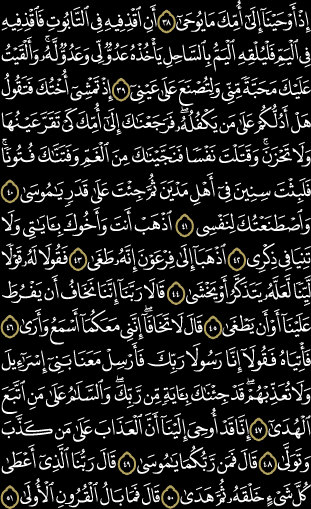 إِذْ أَوْحَيْنَآ إِلَىٰٓ أُمِّكَ مَا يُوحَىٰٓ ٣٨ أَنِ ٱقْذِفِيهِ فِى ٱلتَّابُوتِ فَٱقْذِفِيهِ
فِى ٱلْيَمِّ فَلْيُلْقِهِ ٱلْيَمُّ بِٱلسَّاحِلِ يَأْخُذْهُ عَدُوٌّ لِّى وَعَدُوٌّ لَّهُۥ ۚ وَأَلْقَيْتُ
عَلَيْكَ مَحَبَّةً مِّنِّى وَلِتُصْنَعَ عَلَىٰ عَيْنِىٓ ٣٩ إِذْ تَمْشِىٓ أُخْتُكَ فَتَقُولُ
هَلْ أَدُلُّكُمْ عَلَىٰ مَن يَكْفُلُهُۥ ۖ فَرَجَعْنَٰكَ إِلَىٰٓ أُمِّكَ كَىْ تَقَرَّ عَيْنُهَا
وَلَا تَحْزَنَ ۚ وَقَتَلْتَ نَفْسًا فَنَجَّيْنَٰكَ مِنَ ٱلْغَمِّ وَفَتَنَّٰكَ فُتُونًا ۚ
فَلَبِثْتَ سِنِينَ فِىٓ أَهْلِ مَدْيَنَ ثُمَّ جِئْتَ عَلَىٰ قَدَرٍ يَٰمُوسَىٰ ٤٠
وَٱصْطَنَعْتُكَ لِنَفْسِى ٤١ ٱذْهَبْ أَنتَ وَأَخُوكَ بِـَٔايَٰتِى وَلَا
تَنِيَا فِى ذِكْرِى ٤٢ ٱذْهَبَآ إِلَىٰ فِرْعَوْنَ إِنَّهُۥ طَغَىٰ ٤٣ فَقُولَا لَهُۥ قَوْلًا
لَّيِّنًا لَّعَلَّهُۥ يَتَذَكَّرُ أَوْ يَخْشَىٰ ٤٤ قَالَا رَبَّنَآ إِنَّنَا نَخَافُ أَن يَفْرُطَ
عَلَيْنَآ أَوْ أَن يَطْغَىٰ ٤٥ قَالَ لَا تَخَافَآ ۖ إِنَّنِى مَعَكُمَآ أَسْمَعُ وَأَرَىٰ ٤٦
فَأْتِيَاهُ فَقُولَآ إِنَّا رَسُولَا رَبِّكَ فَأَرْسِلْ مَعَنَا بَنِىٓ إِسْرَٰٓءِيلَ
وَلَا تُعَذِّبْهُمْ ۖ قَدْ جِئْنَٰكَ بِـَٔايَةٍ مِّن رَّبِّكَ ۖ وَٱلسَّلَٰمُ عَلَىٰ مَنِ ٱتَّبَعَ
ٱلْهُدَىٰٓ ٤٧ إِنَّا قَدْ أُوحِىَ إِلَيْنَآ أَنَّ ٱلْعَذَابَ عَلَىٰ مَن كَذَّبَ
وَتَوَلَّىٰ ٤٨ قَالَ فَمَن رَّبُّكُمَا يَٰمُوسَىٰ ٤٩ قَالَ رَبُّنَا ٱلَّذِىٓ أَعْطَىٰ
كُلَّ شَىْءٍ خَلْقَهُۥ ثُمَّ هَدَىٰ ٥٠ قَالَ فَمَا بَالُ ٱلْقُرُونِ ٱلْأُولَىٰ ٥١